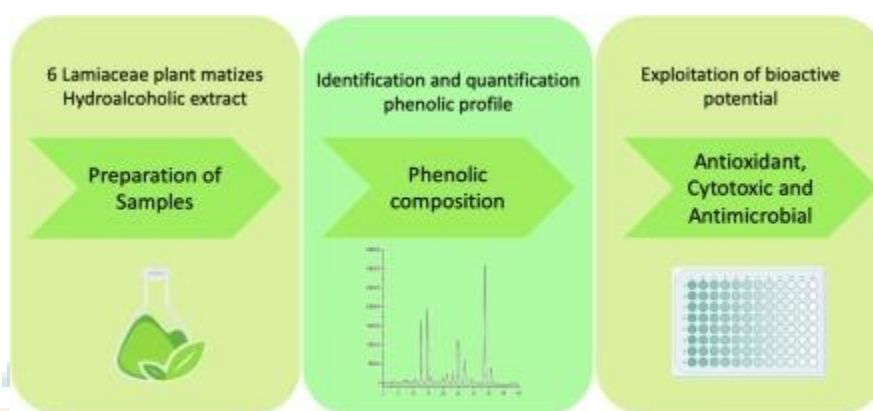 6 Lamiaceae plant matizes
Hydroalcoholic extract
Preparation of
Samples
Identification and quantification
phenolic profile
Phenolic
composition
Exploitation of bioactive
potential
Antioxidant,
Cytotoxic and
Antimicrobial